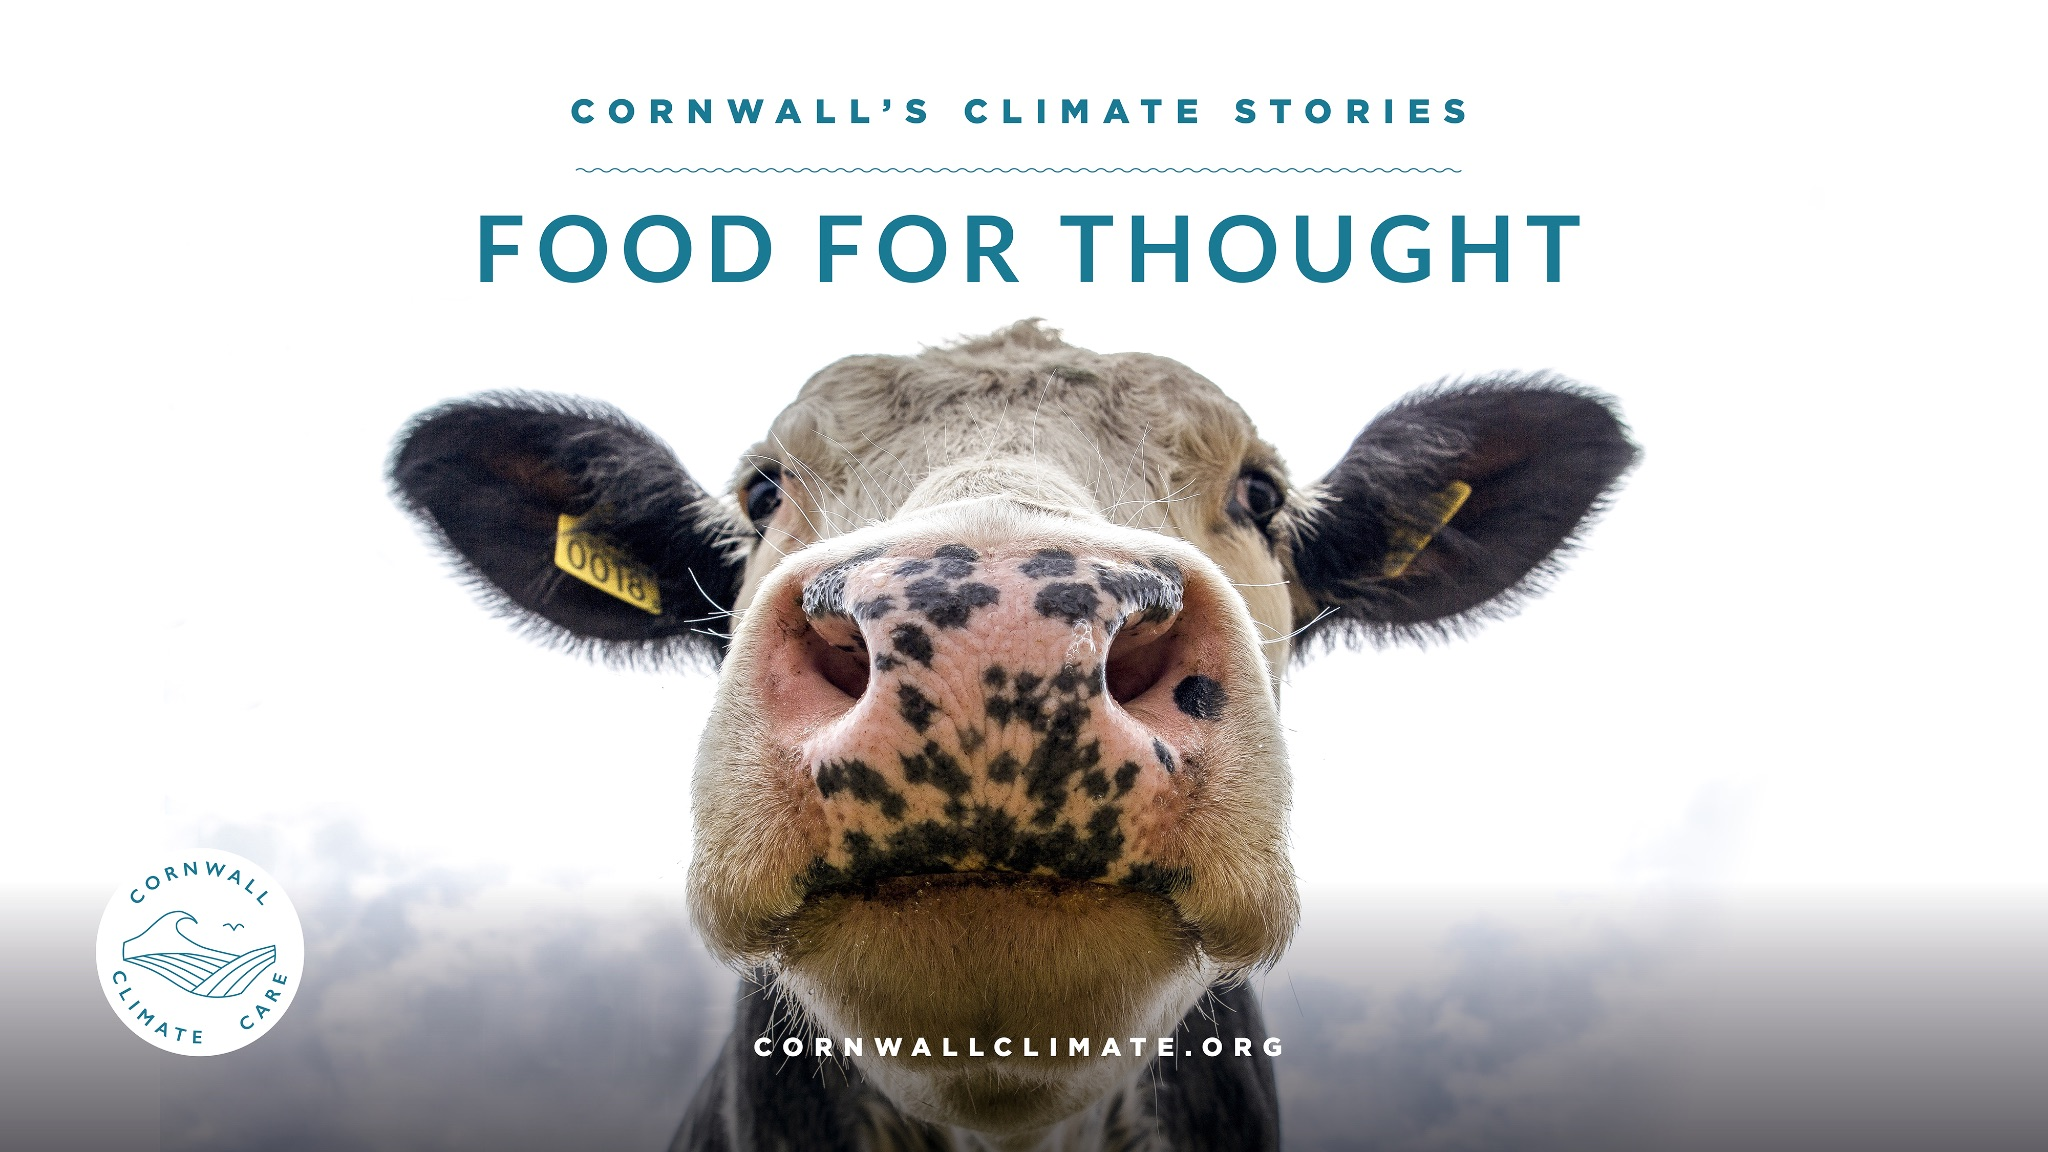 CORNWALL'S CLIMATE STORIES
FOOD FOR THOUGHT
0018
CORNWALL
CLIMATE CARE
CORNWALLCLIMATE.ORG